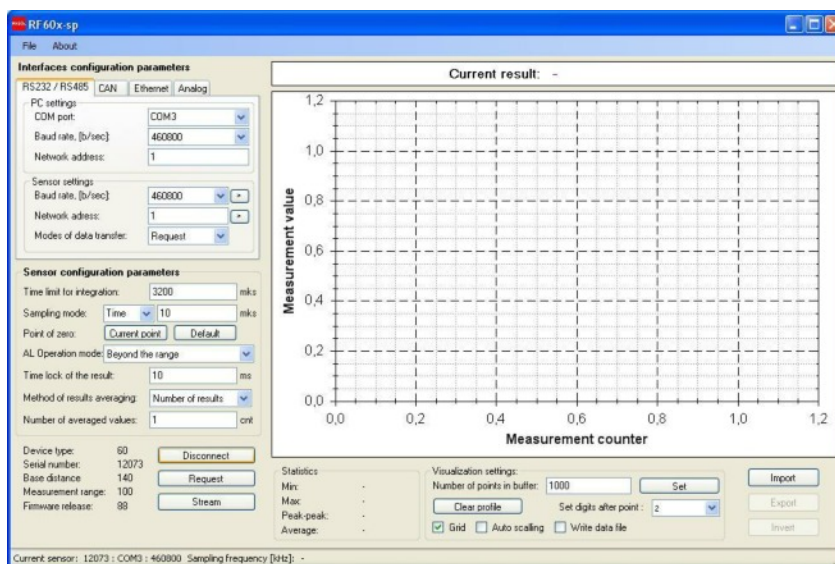 RF60x-sp
File About
Interfaces configuration parameters
RS232 / RS485 CAN Ethernet Analog
PC settings
COM port: COM3
Baud rate, [b/sec]: 460800
Network address: 1
Sensor settings
Baud rate, [b/sec]: 460800
Network adress: 1
Modes of data transfer: Request
Sensor configuration parameters
Time limit for integration: 3200 mks
Sampling mode: Time 10 mks
Point of zero: Current point Default
AL Operation mode: Beyond the range
Time lock of the result: 10 ms
Method of results averaging: Number of results
Number of averaged values: 1 cnt
Device type: 60
Serial number: 12073
Base distance 140
Measurement range: 100
Firmware release: 88
Disconnect
Request
Stream
Current result: -
Measurement value
1,2
1,0
0,8
0,6
0,4
0,2
0,0
0,0 0,2 0,4 0,6 0,8 1,0 1,2
Measurement counter
Statistics
Min: -
Max: -
Peak-peak: -
Average: -
Visualization settings:
Number of points in buffer: 1000 Set
Clear profile Set digits after point : 2
Grid Auto scaling Write data file
Import
Export
Invert
Current sensor: 12073 : COM3 : 460800 Sampling frequency [kHz]: -